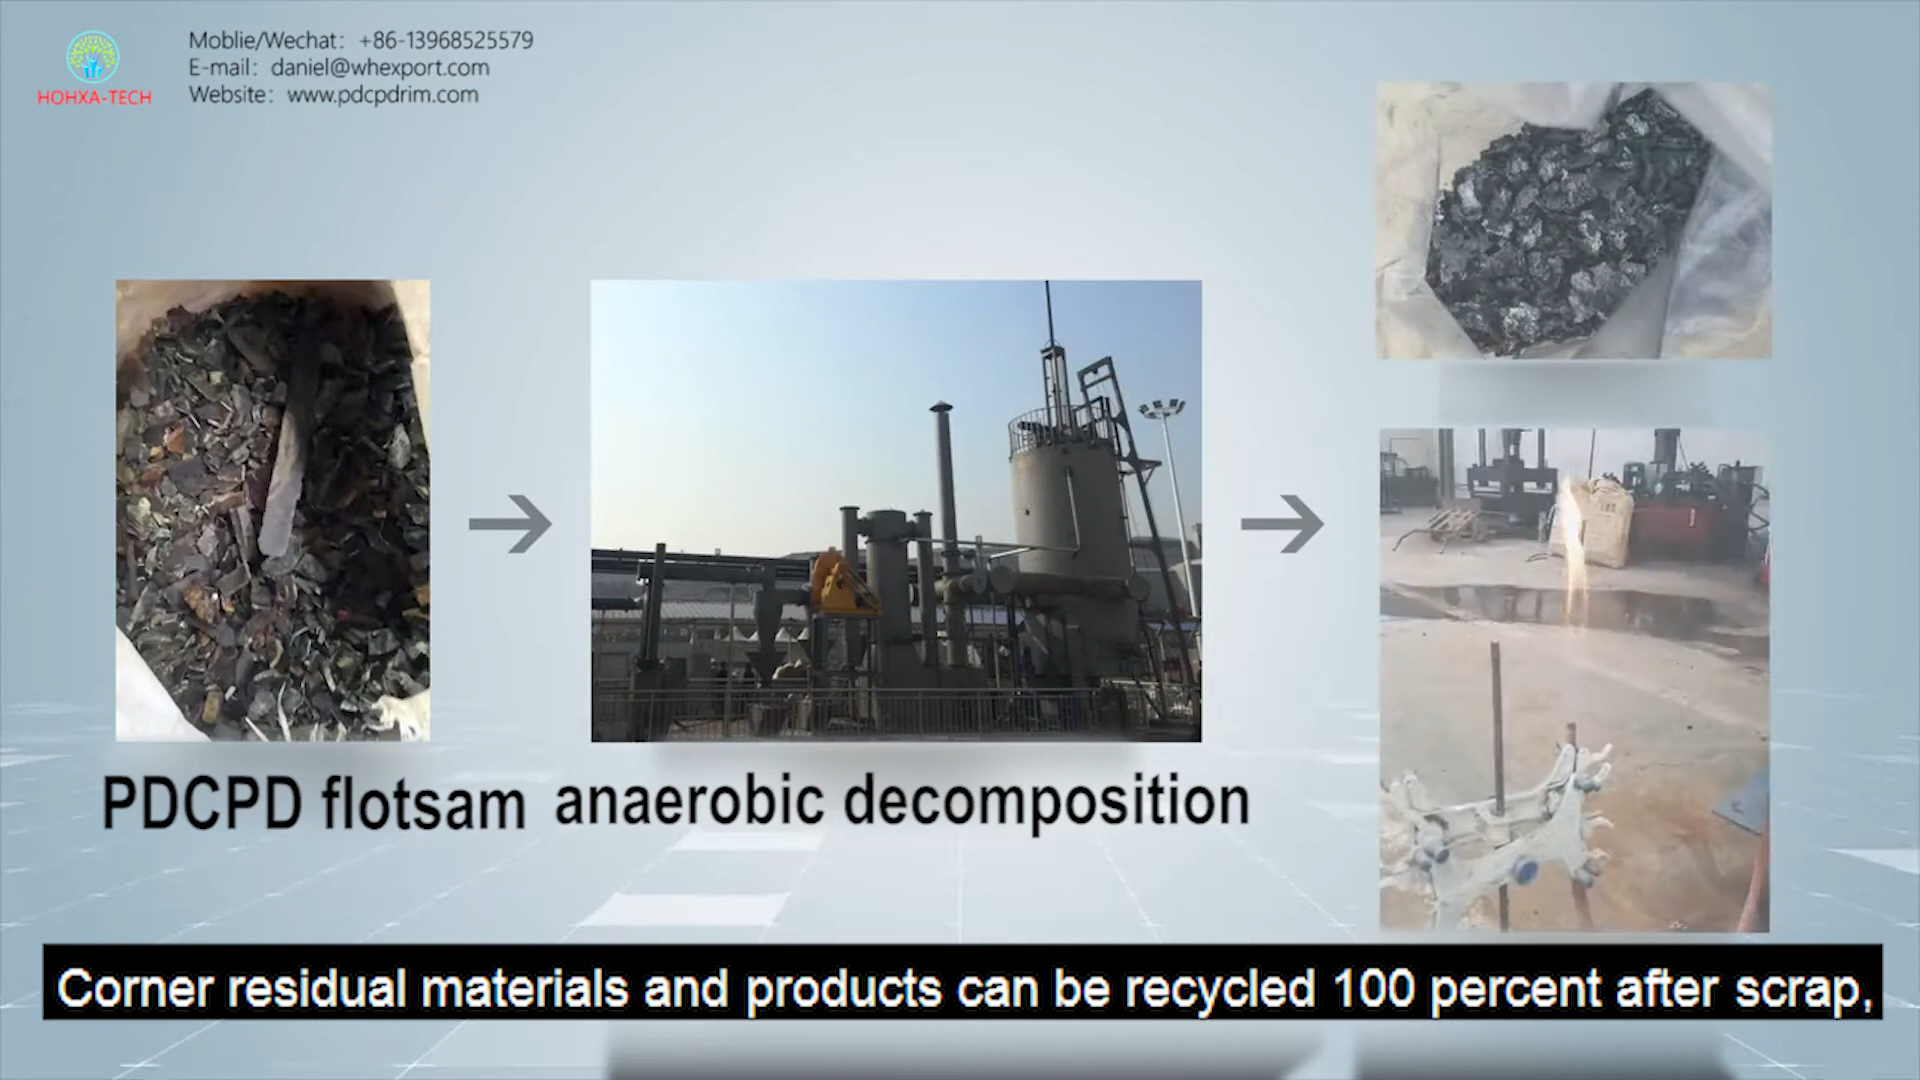 HOHXA-TECH
Moblie/Wechat: +86-13968525579
E-mail: daniel@whexport.com
Website: www.pdcpdrim.com
PDCPD flotsam
anaerobic decomposition
Corner residual materials and products can be recycled 100 percent after scrap,